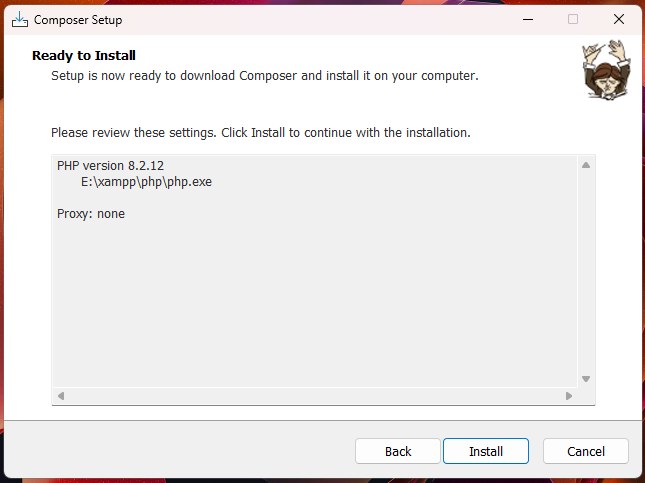 Composer Setup
Ready to Install
Setup is now ready to download Composer and install it on your computer.
Please review these settings. Click Install to continue with the installation.
PHP version 8.2.12
E:\xampp\php\php.exe
Proxy: none
Back
Install
Cancel